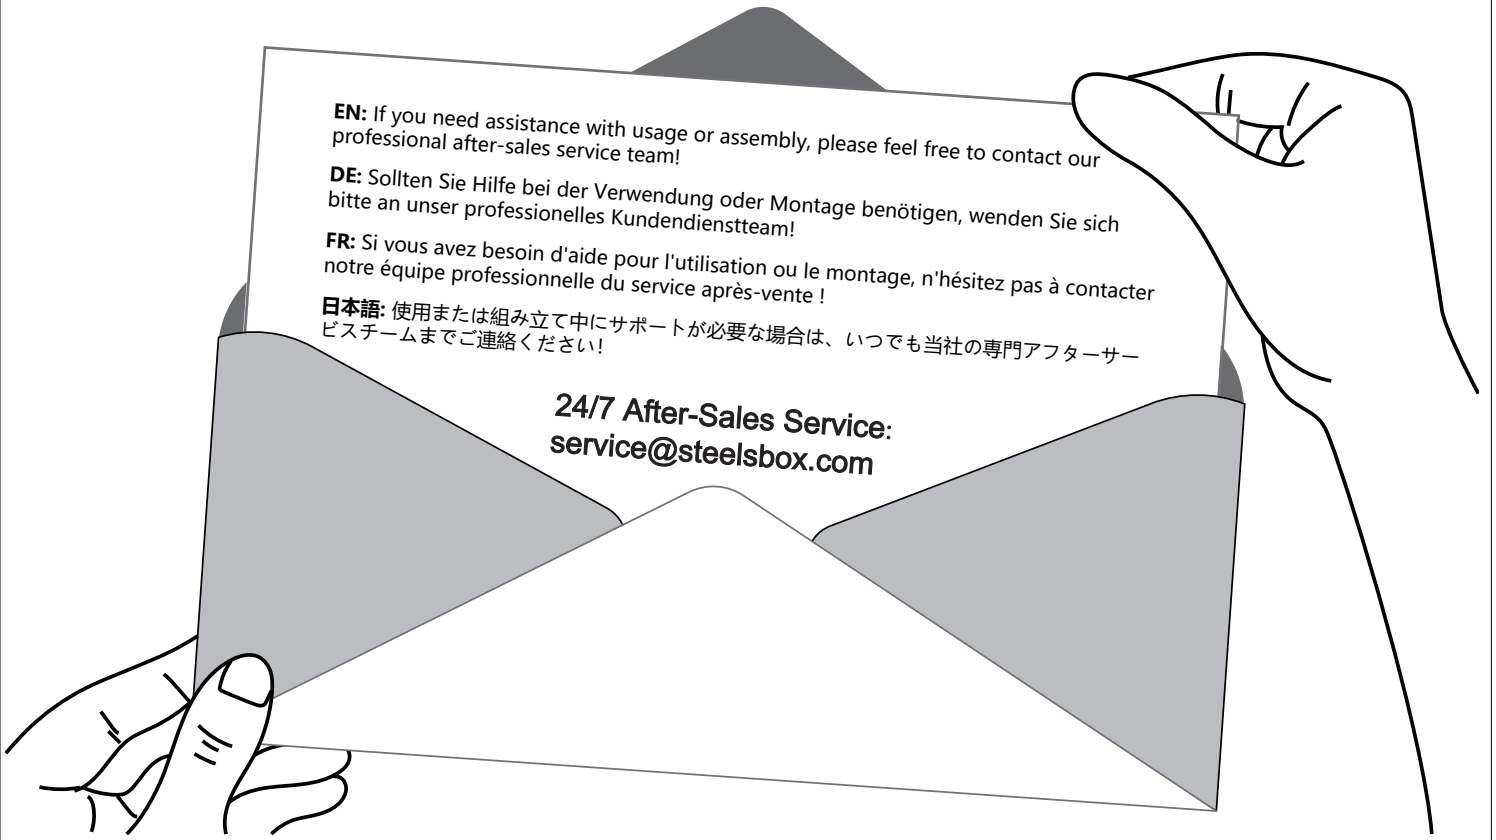 EN: If you need assistance with usage or assembly, please feel free to contact our
professional after-sales service team!
DE: Sollten Sie Hilfe bei der Verwendung oder Montage benötigen, wenden Sie sich
bitte an unser professionelles Kundendienstteam!
FR: Si vous avez besoin d'aide pour l'utilisation ou le montage, n'hésitez pas à contacter
notre équipe professionnelle du service après-vente !
日本語: 使用または組み立て中にサポートが必要な場合は、いつでも当社の専門アフターサー
ビスチームまでご連絡ください!
24/7 After-Sales Service:
service@steelsbox.com